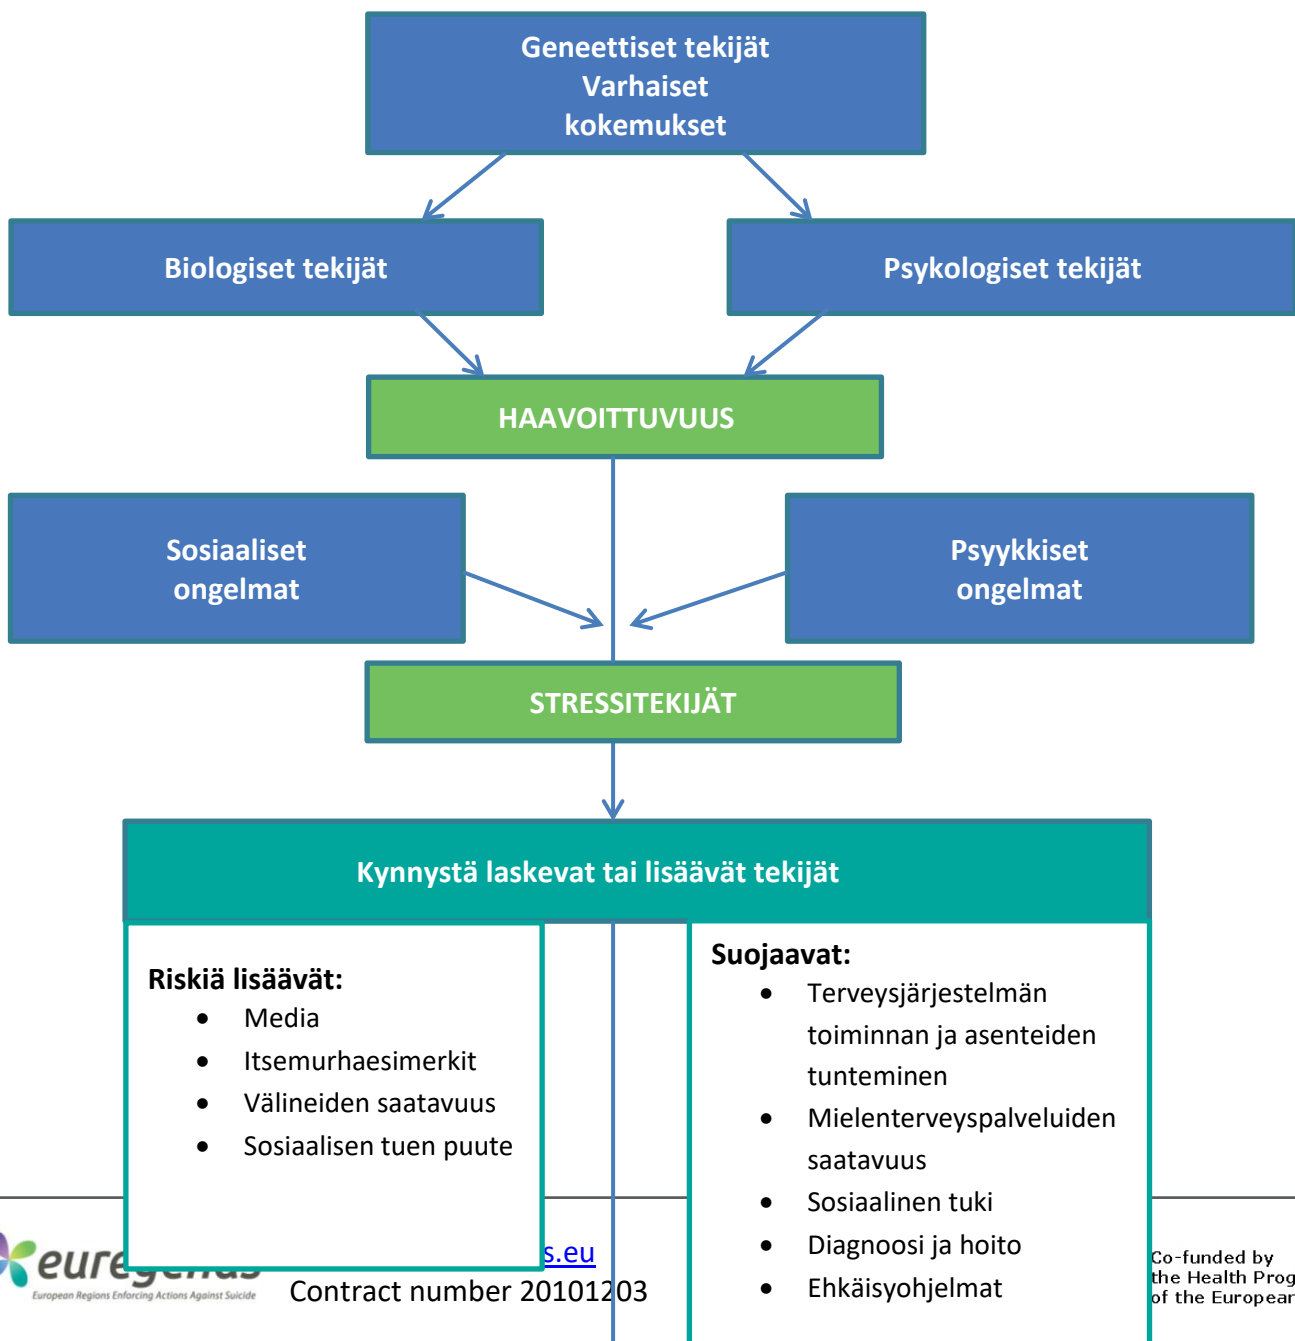 Geneettiset tekijät
Varhaiset
kokemukset
Biologiset tekijät
Psykologiset tekijät
HAAVOITTUVUUS
Sosiaaliset
ongelmat
Psyykkiset
ongelmat
STRESSITEKIJÄT
Kynnystä laskevat tai lisäävät tekijät
Riskiä lisäävät:
• Media
• Itsemurhaesimerkit
• Välineiden saatavuus
• Sosiaalisen tuen puute
Suojaavat:
• Terveysjärjestelmän
toiminnan ja asenteiden
tunteminen
• Mielenterveyspalveluiden
saatavuus
• Sosiaalinen tuki
• Diagnoosi ja hoito
• Ehkäisyohjelmat
euregenas
European Regions Enforcing Actions Against Suicide
s.eu
Contract number 20101203
Co-funded by
the Health Prog
of the European